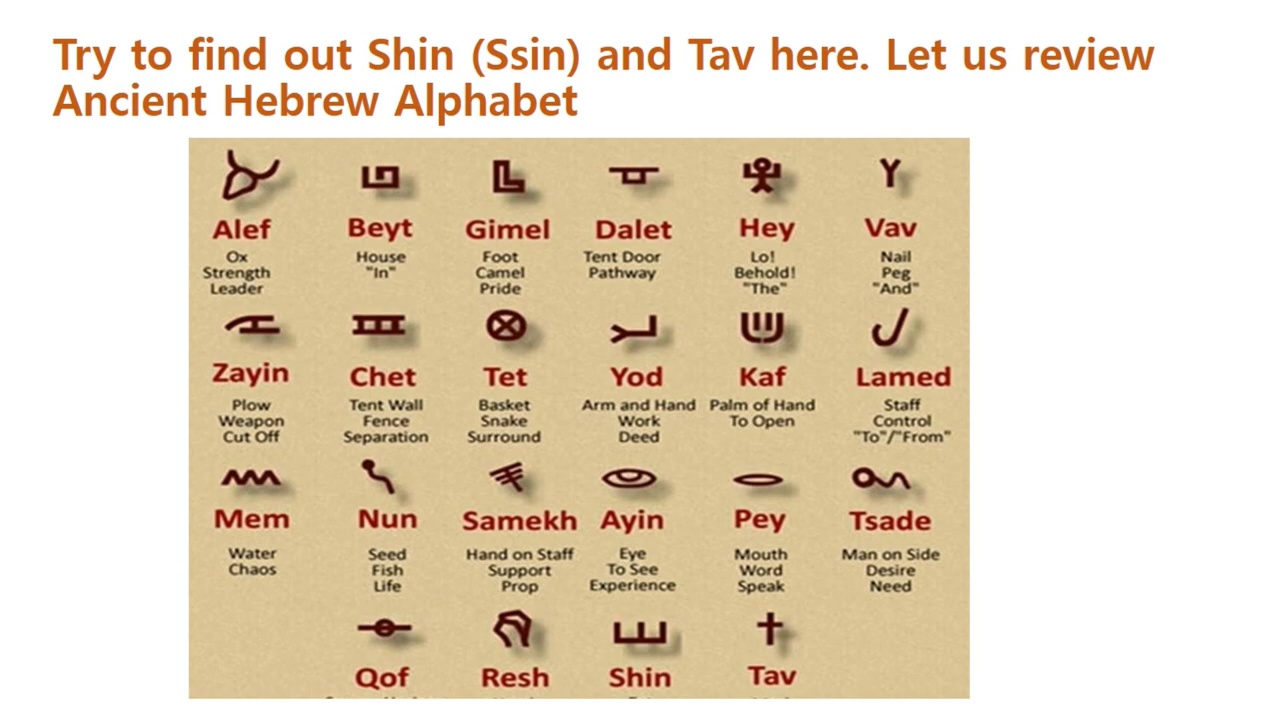 Try to find out Shin (Ssin) and Tav here. Let us review
Ancient Hebrew Alphabet
Alef Beyt Gimel Dalet Hey Vav
Ox House Foot Tent Door Lo! Nail
Strength "In" Camel Pathway Behold! Peg
Leader Pride "The" "And"
Zayin Chet Tet Yod Kaf Lamed
Plow Tent Wall Basket Arm and Hand Palm of Hand Staff
Weapon Fence Snake Work To Open Control
Cut Off Separation Surround Deed "To"/"From"
Mem Nun Samekh Ayin Pey Tsade
Water Seed Hand on Staff Eye Mouth Man on Side
Chaos Fish Support To See Word Desire
Life Prop Experience Speak Need
Qof Resh Shin Tav